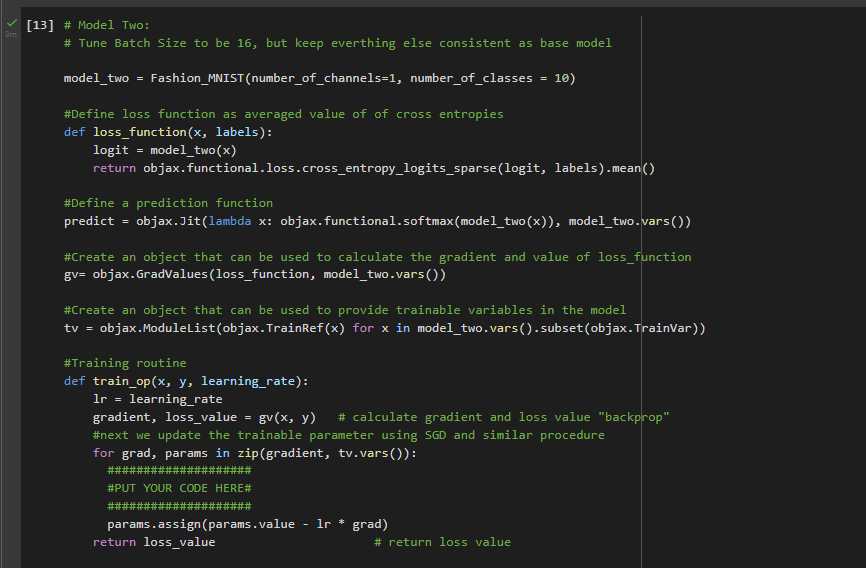 [13] # Model Two:
# Tune Batch Size to be 16, but keep everthing else consistent as base model
model_two = Fashion_MNIST(number_of_channels=1, number_of_classes = 10)
#Define loss function as averaged value of of cross entropies
def loss_function(x, labels):
logit = model_two(x)
return objax.functional.loss.cross_entropy_logits_sparse(logit, labels).mean()
#Define a prediction function
predict = objax.Jit(lambda x: objax.functional.softmax(model_two(x)), model_two.vars())
#Create an object that can be used to calculate the gradient and value of loss_function
gv= objax.GradValues(loss_function, model_two.vars())
#Create an object that can be used to provide trainable variables in the model
tv = objax.ModuleList(objax.TrainRef(x) for x in model_two.vars().subset(objax.TrainVar))
#Training routine
def train_op(x, y, learning_rate):
lr = learning_rate
gradient, loss_value = gv(x, y)   # calculate gradient and loss value "backprop"
#next we update the trainable parameter using SGD and similar procedure
for grad, params in zip(gradient, tv.vars()):
####################
#PUT YOUR CODE HERE#
####################
params.assign(params.value - lr * grad)
return loss_value                      # return loss value